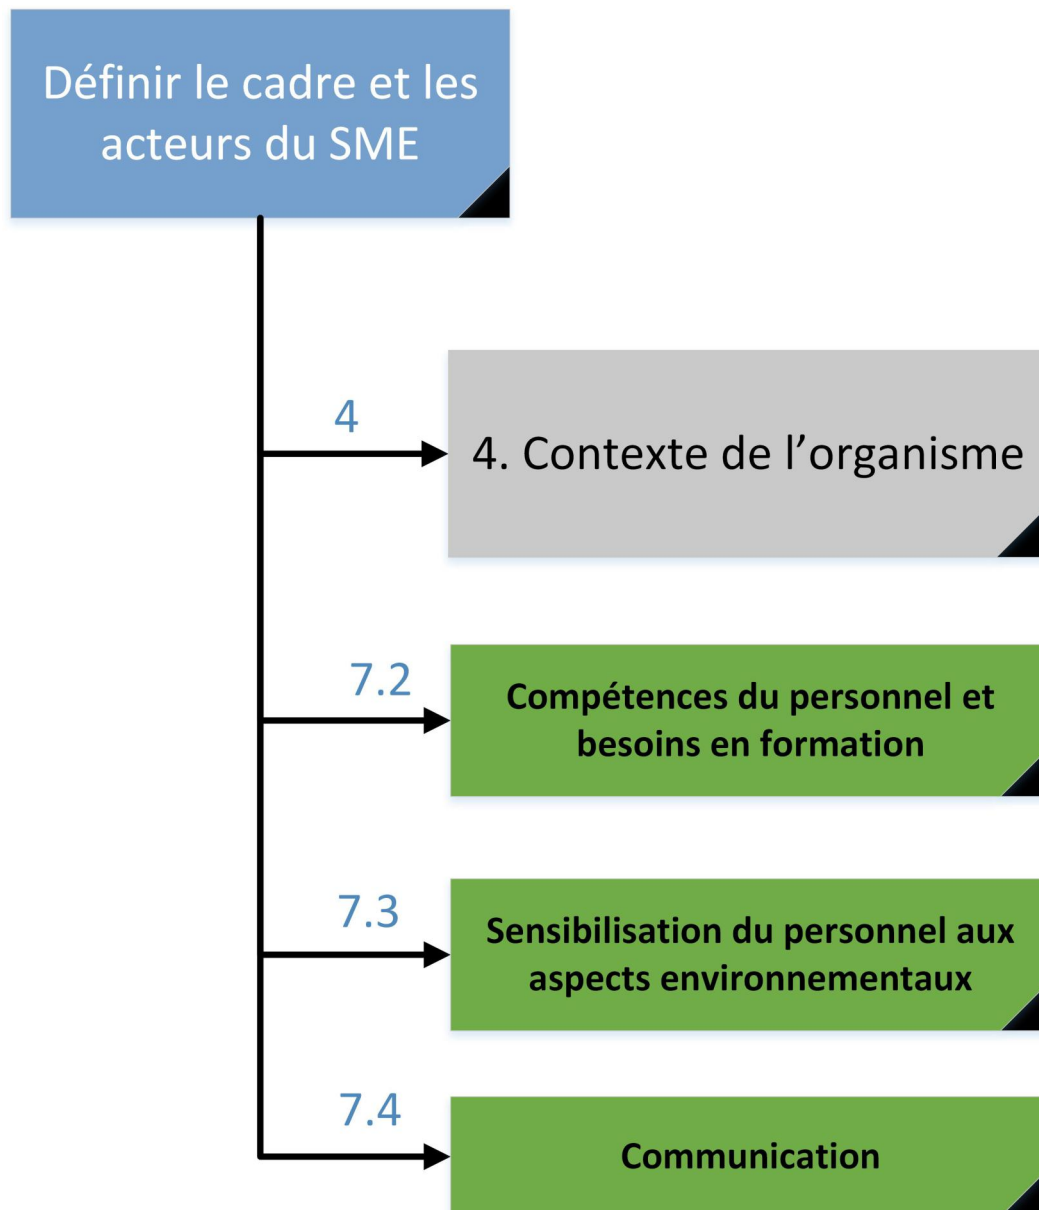 Définir le cadre et les
acteurs du SME
4
4. Contexte de l’organisme
7.2
Compétences du personnel et
besoins en formation
7.3
Sensibilisation du personnel aux
aspects environnementaux
7.4
Communication